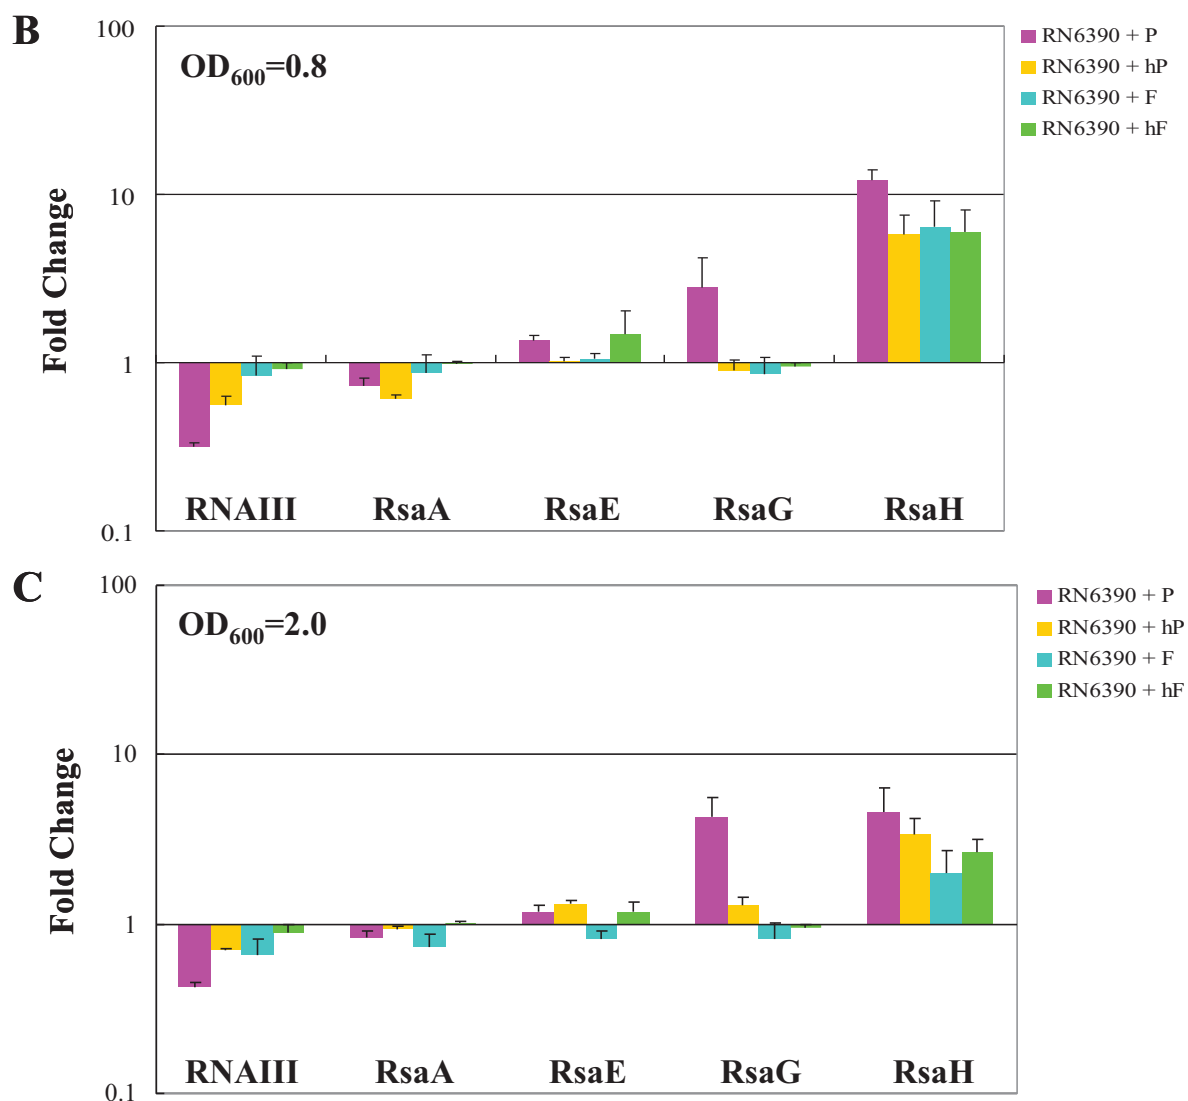 B
100
OD600=0.8
RN6390 + P
RN6390 + hP
RN6390 + F
RN6390 + hF
10
Fold Change
1
RNAIII RsaA RsaE RsaG RsaH
0.1
C
100
OD600=2.0
RN6390 + P
RN6390 + hP
RN6390 + F
RN6390 + hF
10
Fold Change
1
RNAIII RsaA RsaE RsaG RsaH
0.1